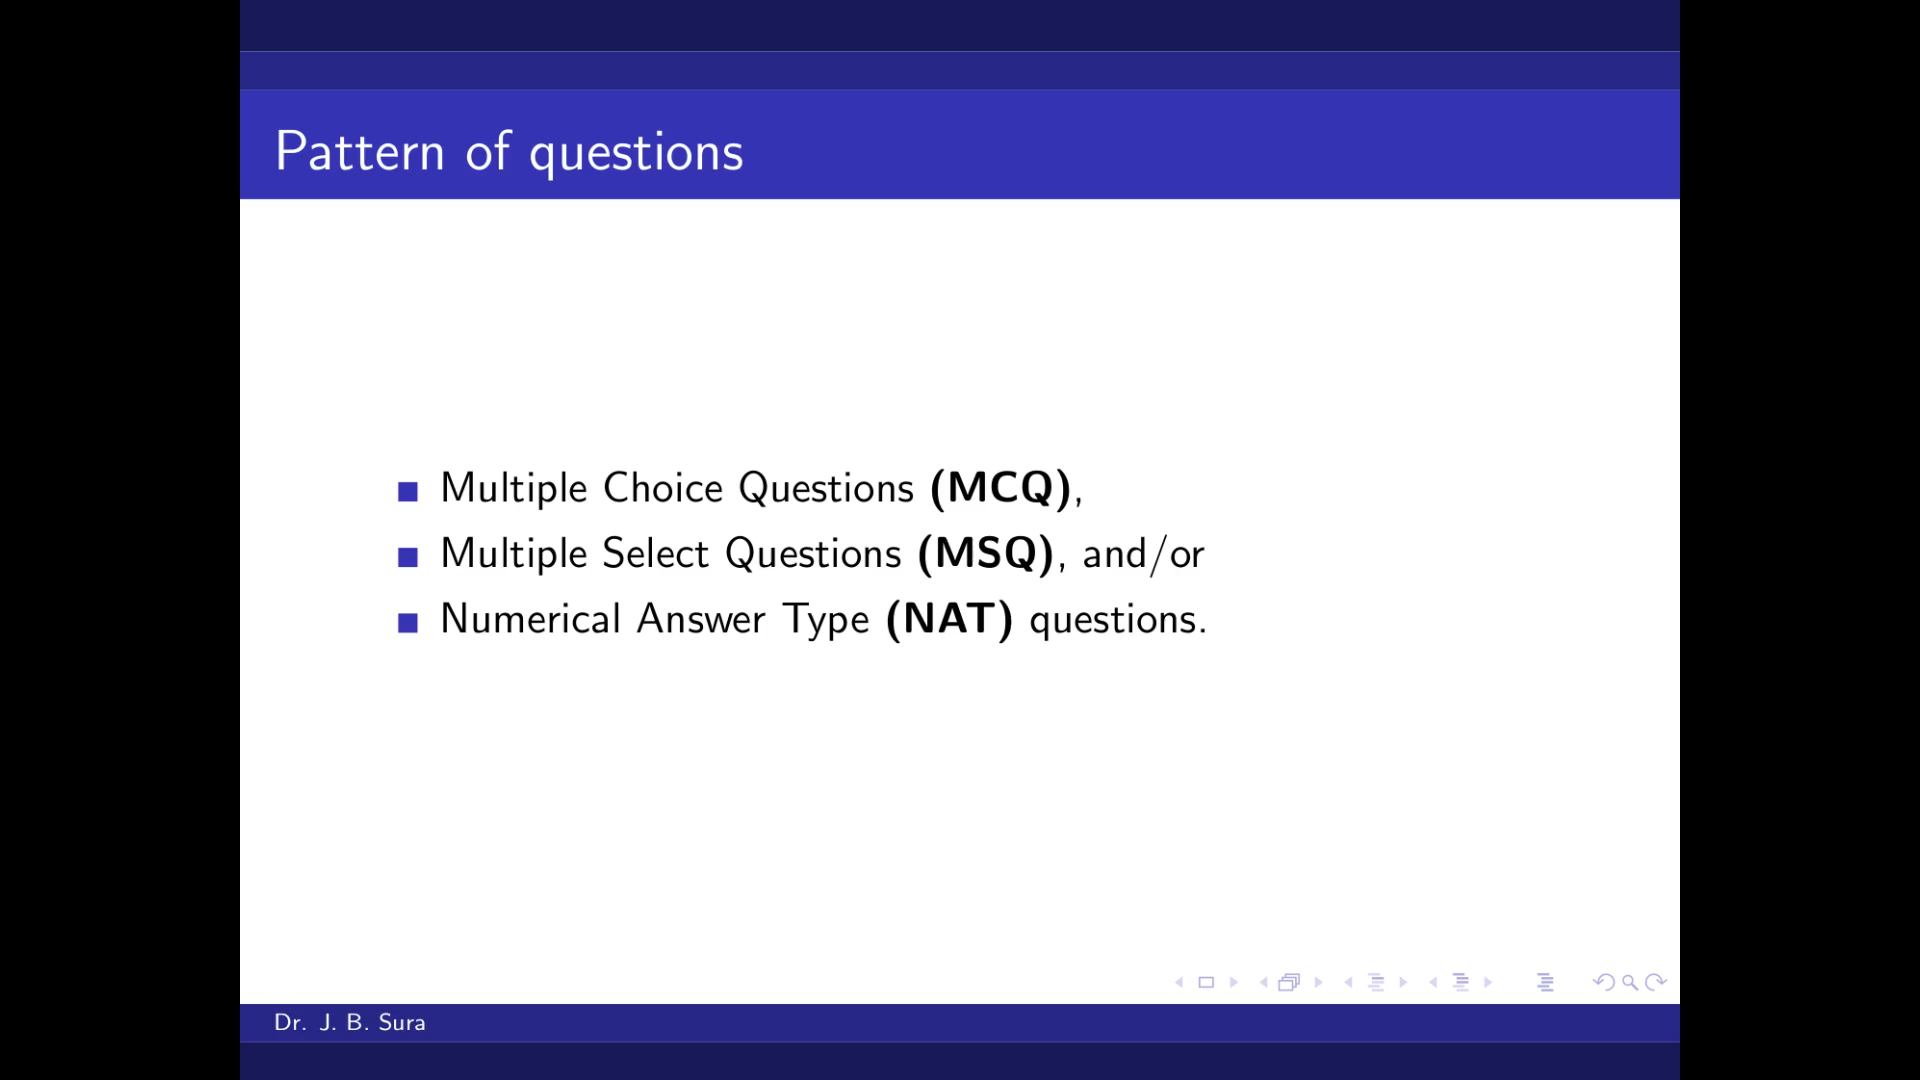 Pattern of questions
Multiple Choice Questions (MCQ),
Multiple Select Questions (MSQ), and/or
Numerical Answer Type (NAT) questions.
Dr. J. B. Sura